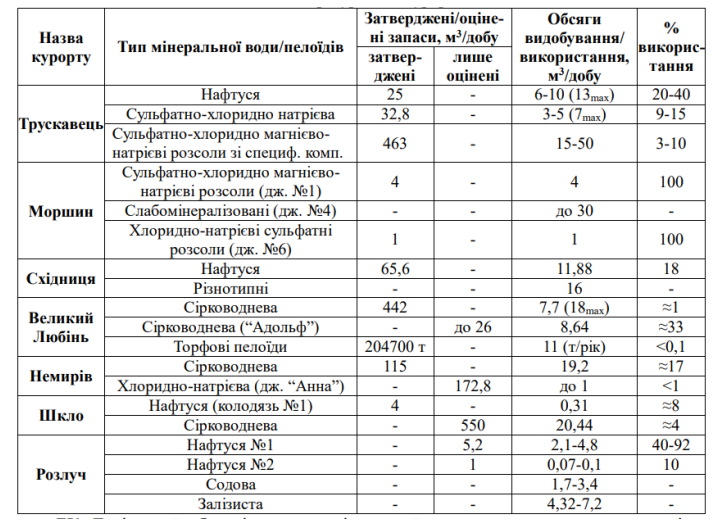 Назва курорту | Тип мінеральної води/пелоїдів | Затверджені/оцінені запаси, м³/добу | Обсяги видобування/використання, м³/добу | % використання
затвер-джені | лише оцінені
Трускавець | Нафтуся | 25 | - | 6-10 (13max) | 20-40
Сульфатно-хлоридно натрієва | 32,8 | - | 3-5 (7max) | 9-15
Сульфатно-хлоридно магнієво-натрієві розсоли зі специф. комп. | 463 | - | 15-50 | 3-10
Моршин | Сульфатно-хлоридно магнієво-натрієві розсоли (дж. №1) | 4 | - | 4 | 100
Слабомінералізовані (дж. №4) | - | - | до 30 | -
Хлоридно-натрієві сульфатні розсоли (дж. №6) | 1 | - | 1 | 100
Східниця | Нафтуся | 65,6 | - | 11,88 | 18
Різнотипні | - | - | 16 | -
Великий Любінь | Сірководнева | 442 | - | 7,7 (18max) | ≈1
Сірководнева (“Адольф”) | - | до 26 | 8,64 | ≈33
Торфові пелоїди | 204700 т | - | 11 (т/рік) | <0,1
Немирів | Сірководнева | 115 | - | 19,2 | ≈17
Хлоридно-натрієва (дж. “Анна”) | - | 172,8 | до 1 | <1
Шкло | Нафтуся (колодязь №1) | 4 | - | 0,31 | ≈8
Сірководнева | - | 550 | 20,44 | ≈4
Розлуч | Нафтуся №1 | - | 5,2 | 2,1-4,8 | 40-92
Нафтуся №2 | - | 1 | 0,07-0,1 | 10
Содова | - | - | 1,7-3,4 | -
Залізиста | - | - | 4,32-7,2 | -